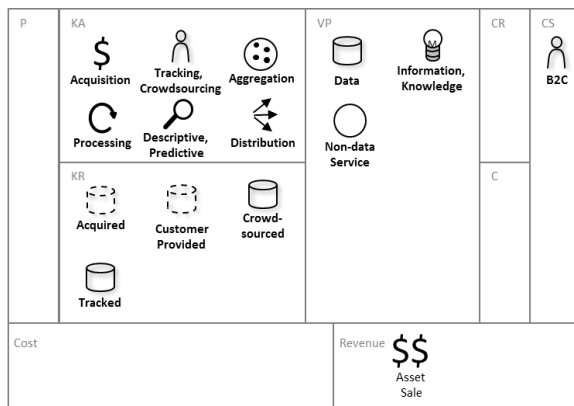 P
KA
VP
CR
CS
$
Acquisition
Tracking,
Crowdsourcing
Aggregation
Data
Information,
Knowledge
B2C
Processing
Descriptive,
Predictive
Distribution
Non-data
Service
KR
C
Acquired
Customer
Provided
Crowd-
sourced
Tracked
Cost
Revenue
$$
Asset
Sale